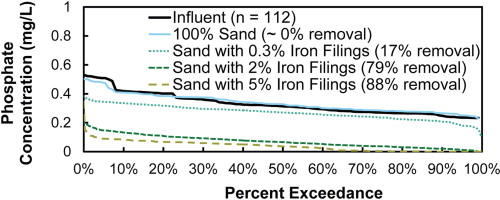 Phosphate
Concentration (mg/L)
1
0.8
0.6
0.4
0.2
0
Influent (n = 112)
100% Sand (~ 0% removal)
Sand with 0.3% Iron Filings (17% removal)
Sand with 2% Iron Filings (79% removal)
Sand with 5% Iron Filings (88% removal)
0% 10% 20% 30% 40% 50% 60% 70% 80% 90% 100%
Percent Exceedance